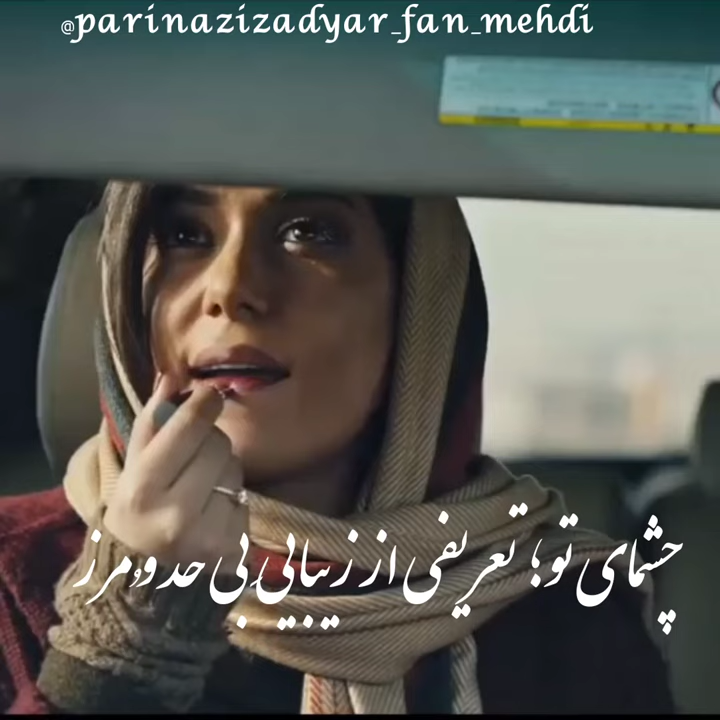 @parinazizadyar_fan_mehdi
چشمای تو؛ تعریفی از زیباییِ بی حد و مرز